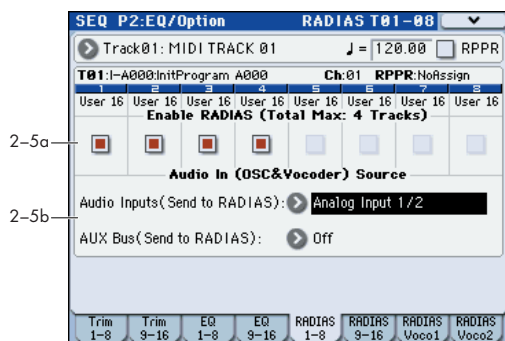 SEQ P2:EQ/Option RADIAS T01-08
Track01: MIDI TRACK 01 ♩= 120.00 RPPR
T01:I-A000:InitProgram A000 Ch:01 RPPR:NoAssign
1 2 3 4 5 6 7 8
User 16 User 16 User 16 User 16 User 16 User 16 User 16 User 16
Enable RADIAS (Total Max: 4 Tracks)
2–5a
Audio In (OSC&Vocoder) Source
2–5b
Audio Inputs(Send to RADIAS): Analog Input 1/2
AUX Bus(Send to RADIAS): Off
Trim 1-8 Trim 9-16 EQ 1-8 EQ 9-16 RADIAS 1-8 RADIAS 9-16 RADIAS Voco1 RADIAS Voco2